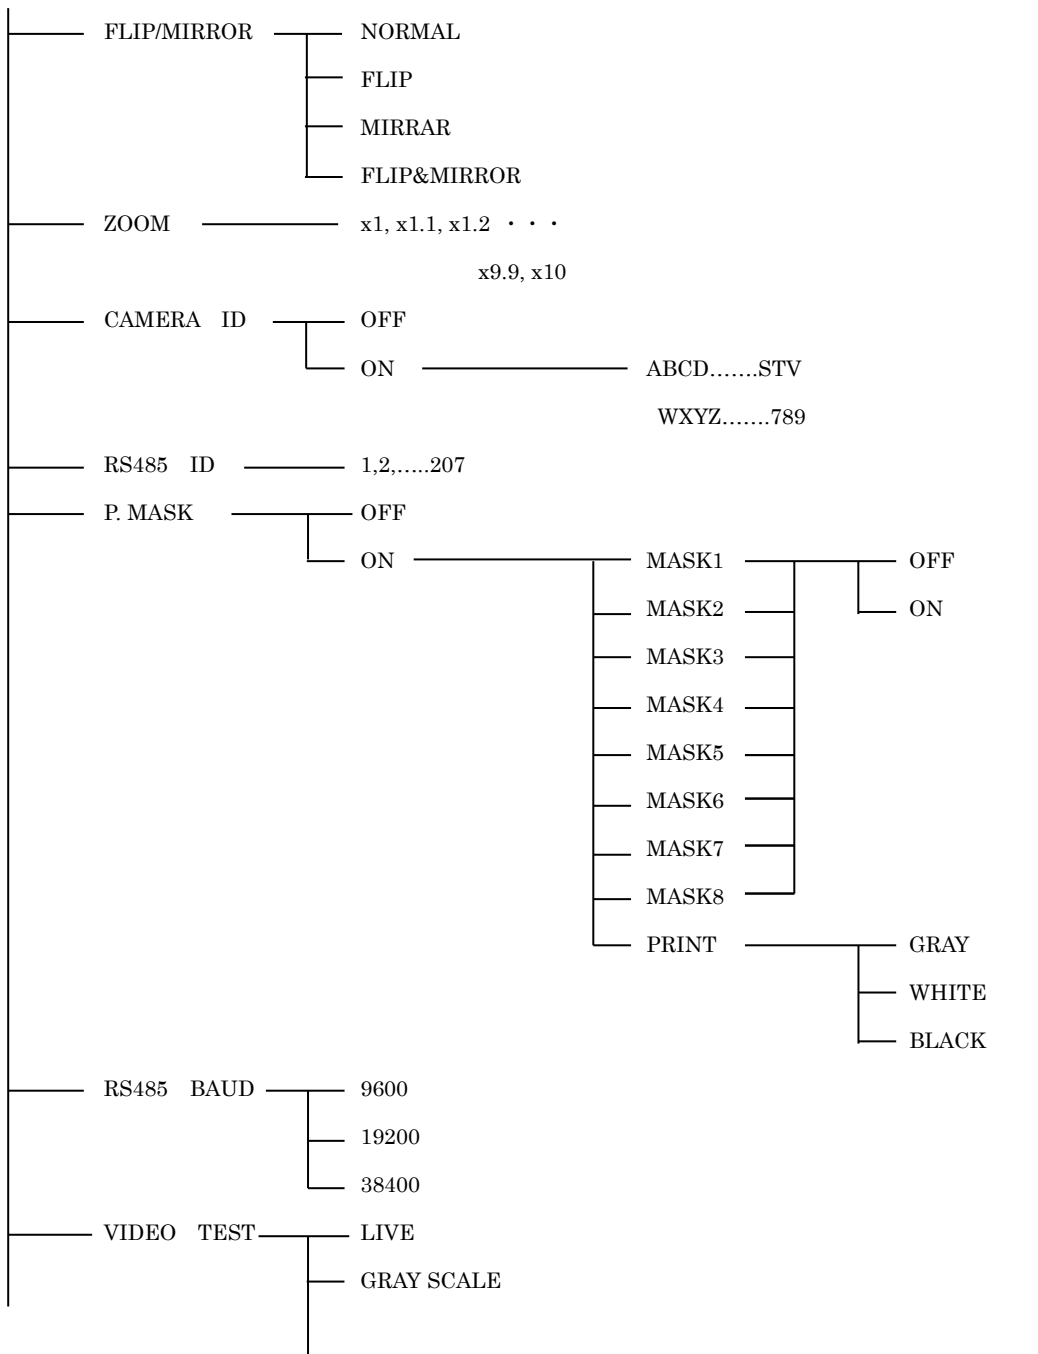 FLIP/MIRROR NORMAL
FLIP
MIRRAR
FLIP&MIRROR
ZOOM x1, x1.1, x1.2 ・・・
x9.9, x10
CAMERA ID OFF
ON ABCD…….STV
WXYZ…….789
RS485 ID 1,2,…..207
P. MASK OFF
ON MASK1 OFF
MASK2 ON
MASK3
MASK4
MASK5
MASK6
MASK7
MASK8
PRINT GRAY
WHITE
BLACK
RS485 BAUD 9600
19200
38400
VIDEO TEST LIVE
GRAY SCALE